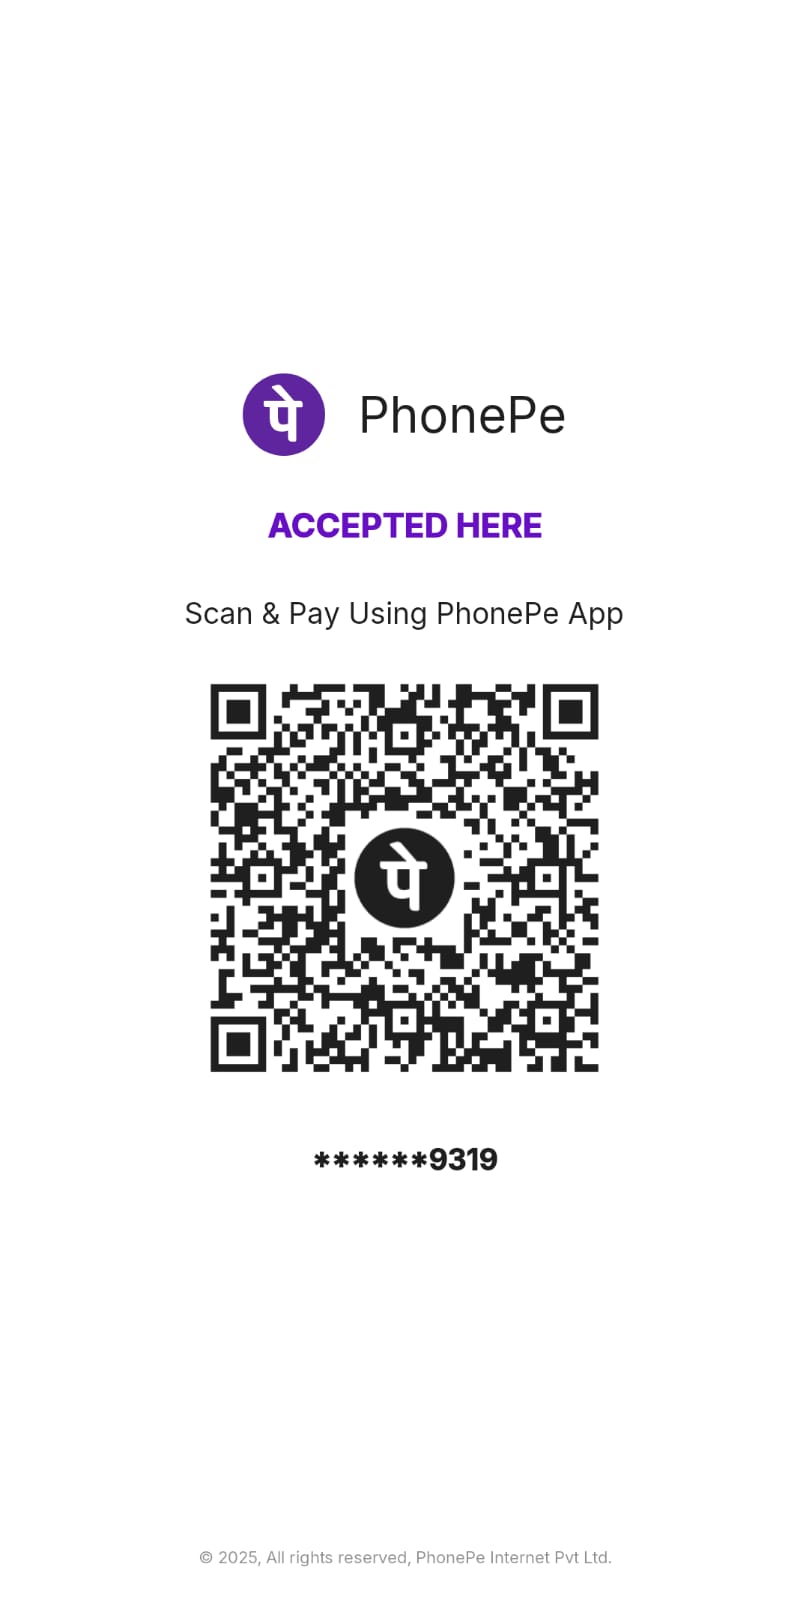 पे PhonePe
ACCEPTED HERE
Scan & Pay Using PhonePe App
पे
******9319
© 2025, All rights reserved, PhonePe Internet Pvt Ltd.